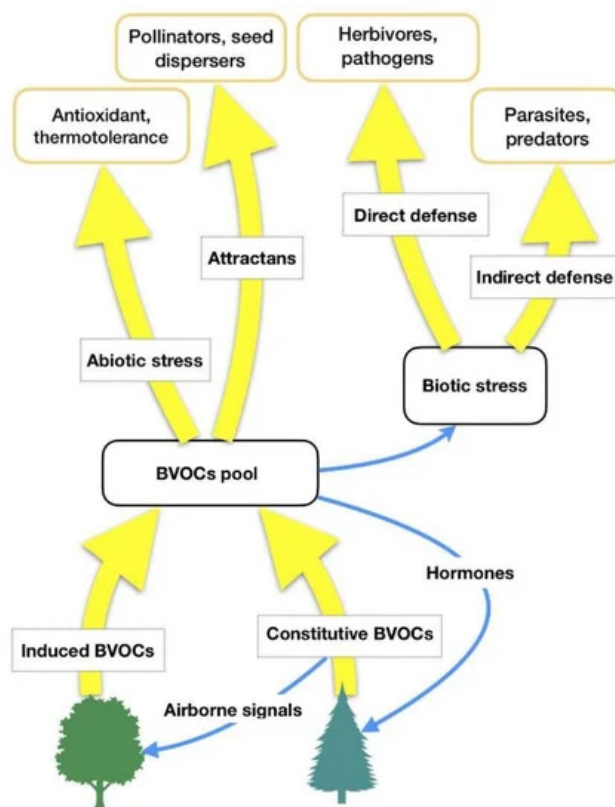 Pollinators, seed
dispersers
Herbivores,
pathogens
Antioxidant,
thermotolerance
Parasites,
predators
Direct defense
Attractans
Indirect defense
Abiotic stress
Biotic stress
BVOCs pool
Hormones
Induced BVOCs
Constitutive BVOCs
Airborne signals